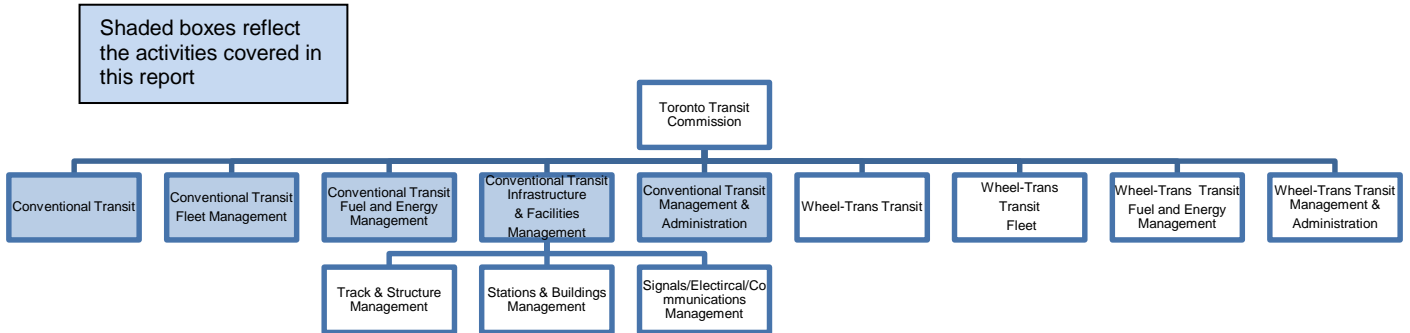 Shaded boxes reflect
the activities covered in
this report
Toronto Transit
Commission
Conventional Transit
Conventional Transit
Fleet Management
Conventional Transit
Fuel and Energy
Management
Conventional Transit
Infrastructure
& Facilities
Management
Conventional Transit
Management &
Administration
Wheel-Trans Transit
Wheel-Trans
Transit
Fleet
Wheel-Trans Transit
Fuel and Energy
Management
Wheel-Trans Transit
Management &
Administration
Track & Structure
Management
Stations & Buildings
Management
Signals/Electircal/Co
mmunications
Management